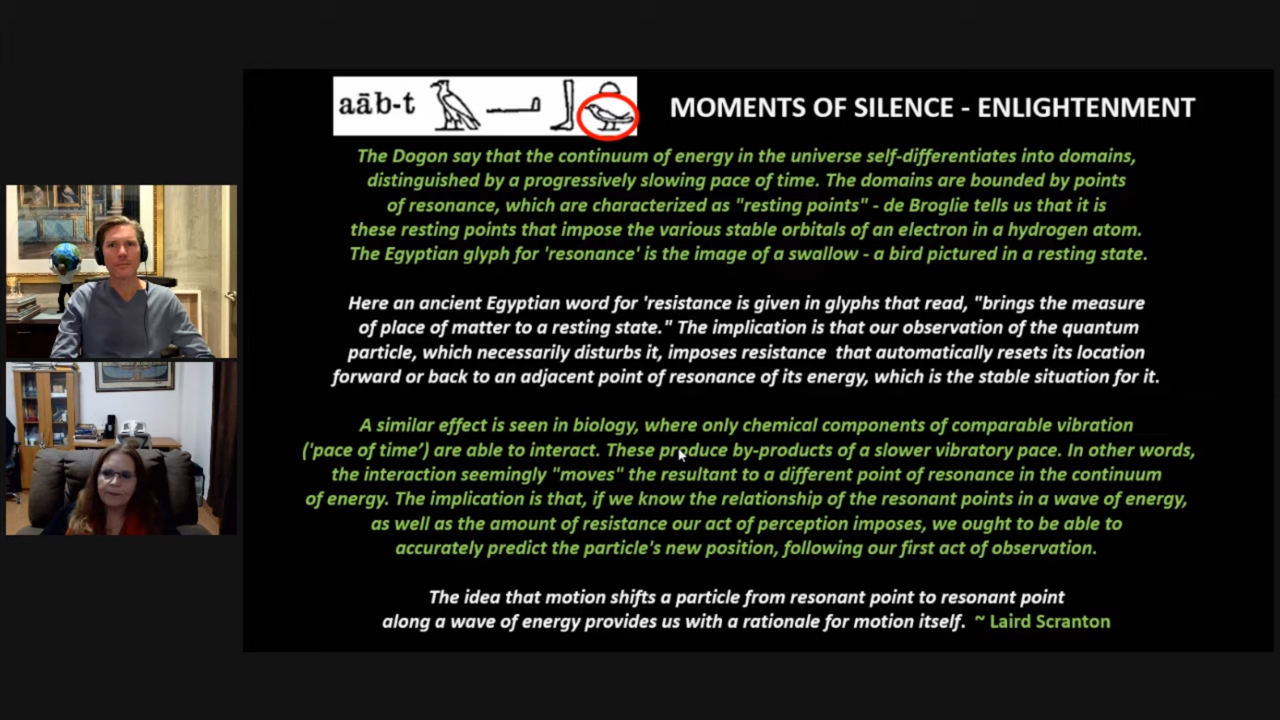 aāb-t
MOMENTS OF SILENCE - ENLIGHTENMENT
The Dogon say that the continuum of energy in the universe self-differentiates into domains,
distinguished by a progressively slowing pace of time. The domains are bounded by points
of resonance, which are characterized as "resting points" - de Broglie tells us that it is
these resting points that impose the various stable orbitals of an electron in a hydrogen atom.
The Egyptian glyph for 'resonance' is the image of a swallow - a bird pictured in a resting state.
Here an ancient Egyptian word for 'resistance is given in glyphs that read, "brings the measure
of place of matter to a resting state." The implication is that our observation of the quantum
particle, which necessarily disturbs it, imposes resistance that automatically resets its location
forward or back to an adjacent point of resonance of its energy, which is the stable situation for it.
A similar effect is seen in biology, where only chemical components of comparable vibration
('pace of time’) are able to interact. These produce by-products of a slower vibratory pace. In other words,
the interaction seemingly "moves" the resultant to a different point of resonance in the continuum
of energy. The implication is that, if we know the relationship of the resonant points in a wave of energy,
as well as the amount of resistance our act of perception imposes, we ought to be able to
accurately predict the particle's new position, following our first act of observation.
The idea that motion shifts a particle from resonant point to resonant point
along a wave of energy provides us with a rationale for motion itself. ~ Laird Scranton